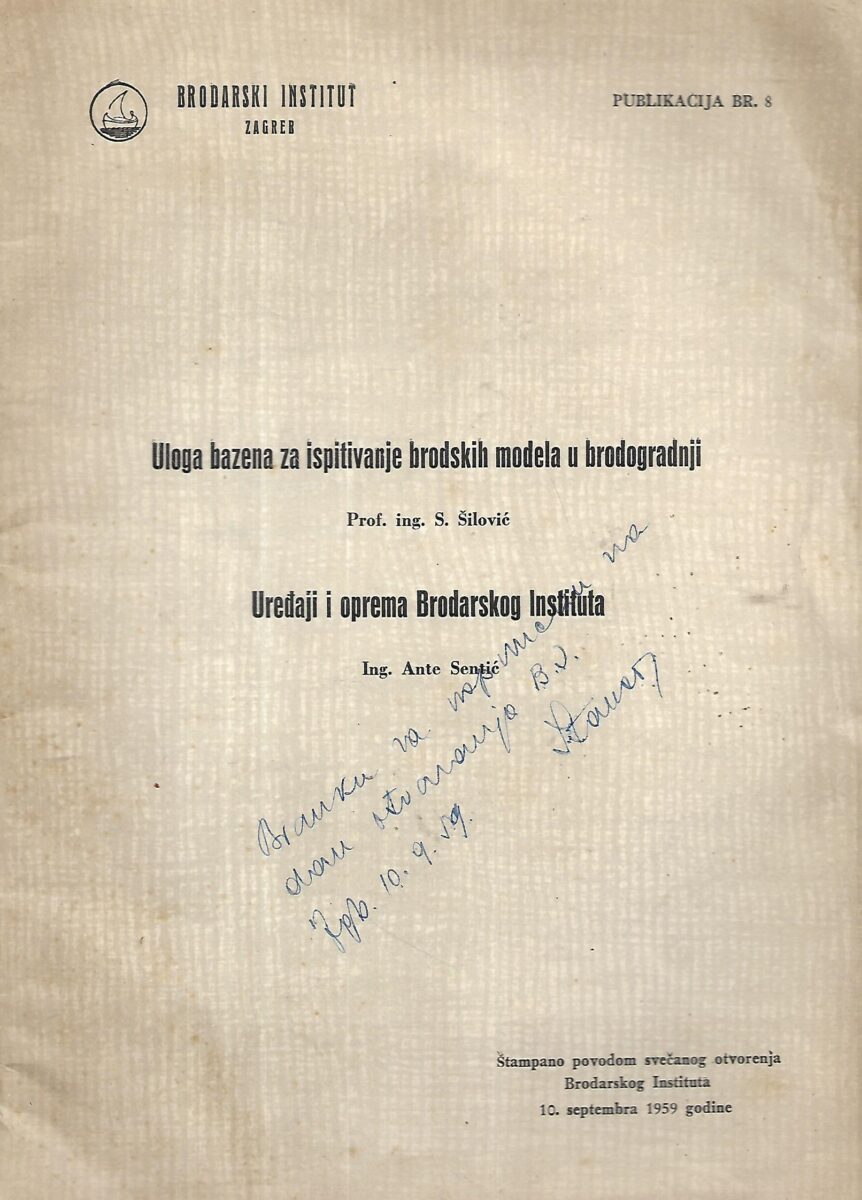 BRODARSKI INSTITUT
ZAGREB
PUBLIKACIJA BR. 8
Uloga bazena za ispitivanje brodskih modela u brodogradnji
Prof. ing. S. Šilović
Uređaji i oprema Brodarskog Instituta
Ing. Ante Sentić
Branku za uspomenu na
dan otvaranja B. I.
Zgb. 10. 9. 59.
Štampano povodom svečanog otvorenja
Brodarskog Instituta
10. septembra 1959 godine